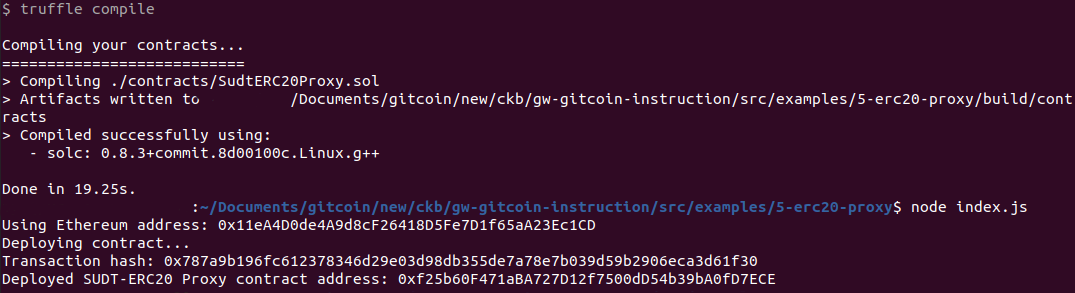 $ truffle compile
Compiling your contracts...
===========================
> Compiling ./contracts/SudtERC20Proxy.sol
> Artifacts written to /Documents/gitcoin/new/ckb/gw-gitcoin-instruction/src/examples/5-erc20-proxy/build/cont
racts
> Compiled successfully using:
- solc: 0.8.3+commit.8d00100c.Linux.g++
Done in 19.25s.
:~/Documents/gitcoin/new/ckb/gw-gitcoin-instruction/src/examples/5-erc20-proxy$ node index.js
Using Ethereum address: 0x11eA4D0de4A9d8cF26418D5Fe7D1f65aA23Ec1CD
Deploying contract...
Transaction hash: 0x787a9b196fc612378346d29e03d98db355de7a78e7b039d59b2906eca3d61f30
Deployed SUDT-ERC20 Proxy contract address: 0xf25b60F471aBA727D12f7500dD54b39bA0fD7ECE